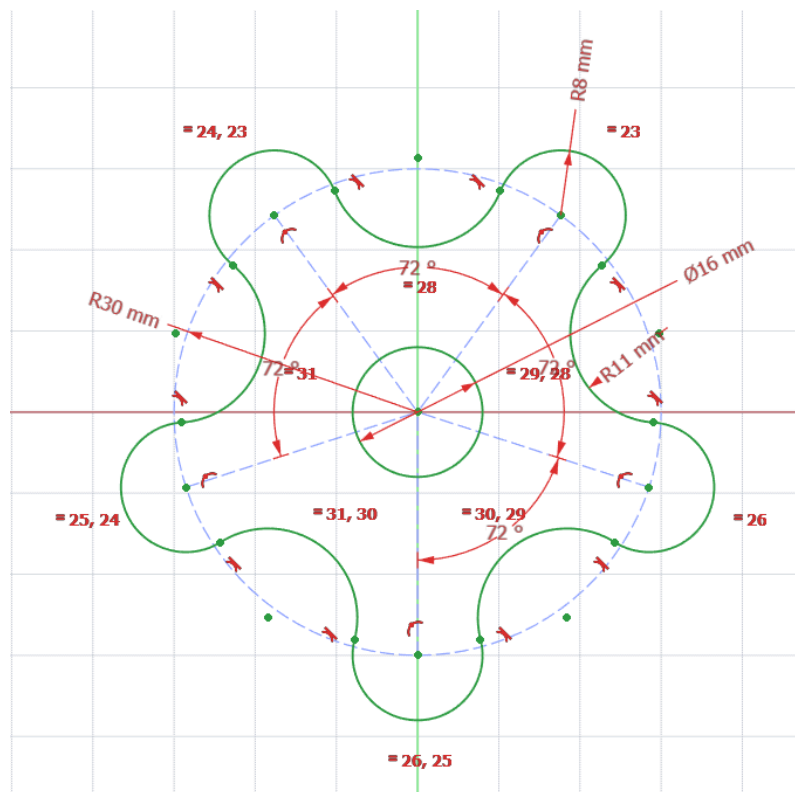 R8 mm
= 24, 23
= 23
72 °
Ø16 mm
= 28
R30 mm
72 °
= 31
= 29, 28
72 °
R11 mm
= 25, 24
= 31, 30
= 30, 29
72 °
= 26
= 26, 25